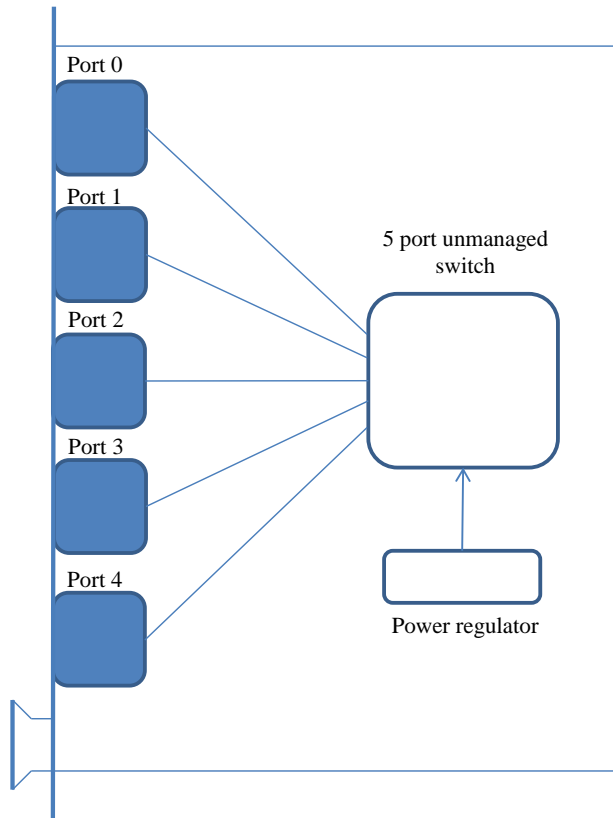 Port 0
Port 1
Port 2
Port 3
Port 4
5 port unmanaged
switch
Power regulator